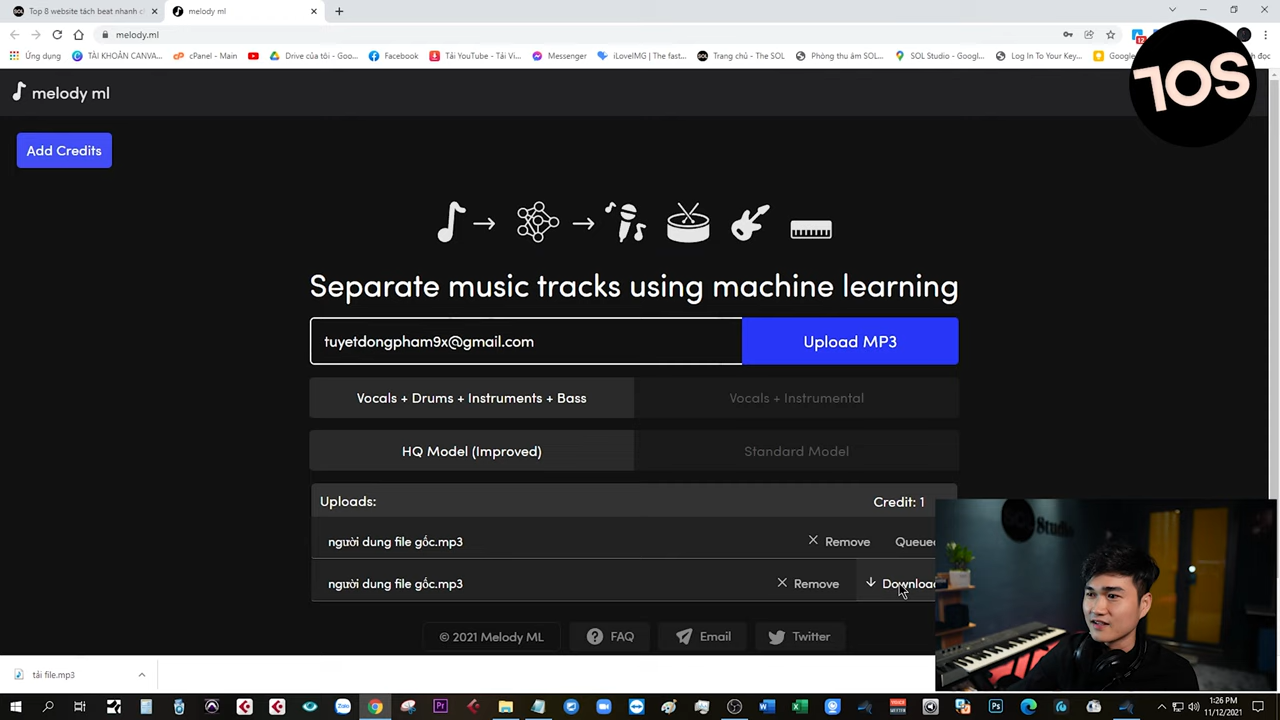 Top 8 website tách beat nhanh c
melody ml
melody.ml
Ứng dụng
TÀI KHOẢN CANVA...
cPanel - Main
Drive của tôi - Goo...
Facebook
Tải YouTube - Tải Vi...
Messenger
iLoveIMG | The fast...
Trang chủ - The SOL
Phòng thu âm SOL...
SOL Studio - Googl...
Log In To Your Key...
Google
đọc
10S
melody ml
Add Credits
Separate music tracks using machine learning
tuyetdongpham9x@gmail.com
Upload MP3
Vocals + Drums + Instruments + Bass
Vocals + Instrumental
HQ Model (Improved)
Standard Model
Uploads:
Credit: 1
người dung file gốc.mp3
Remove
Queued
người dung file gốc.mp3
Remove
Download
© 2021 Melody ML
FAQ
Email
Twitter
tải file.mp3
Studio
1:26 PM
11/12/2021